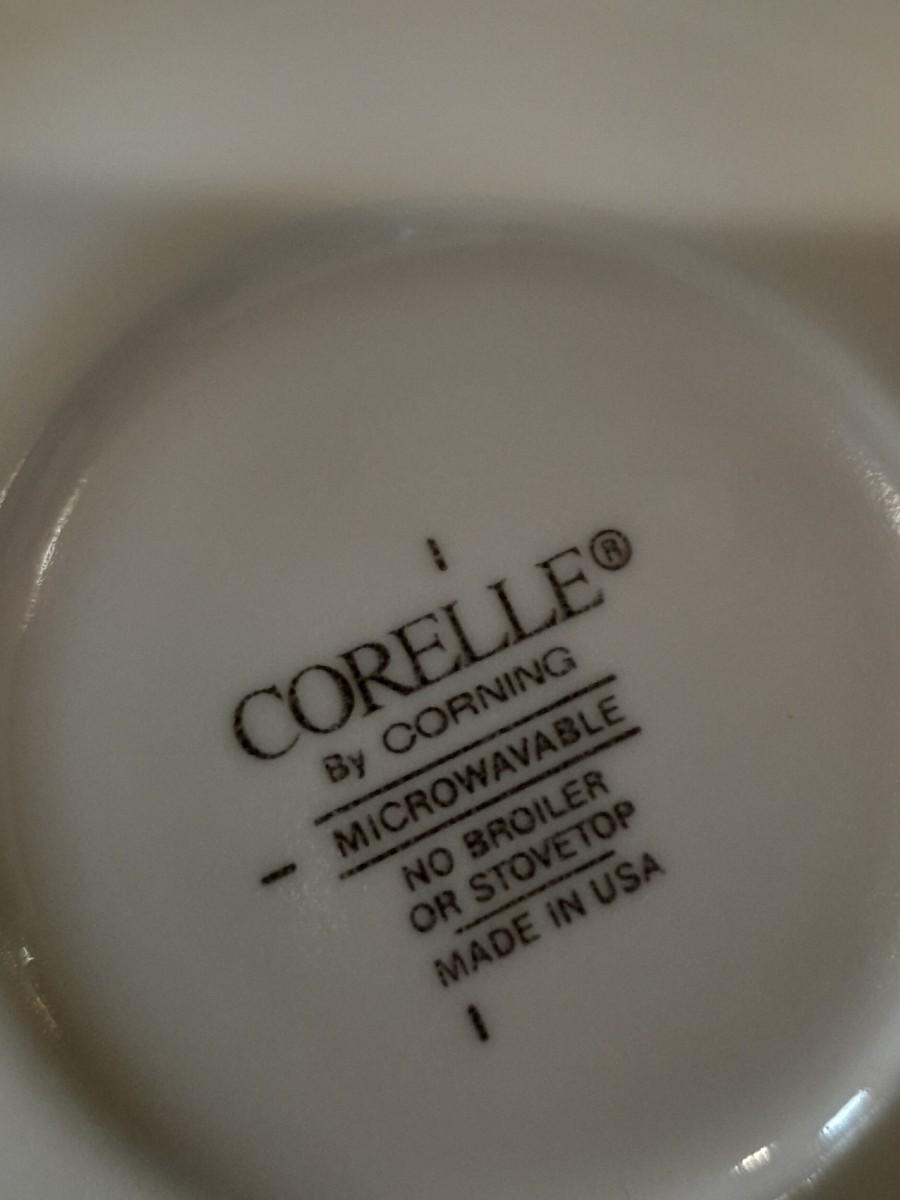 CORELLE®
By CORNING
MICROWAVABLE
NO BROILER
OR STOVETOP
MADE IN USA